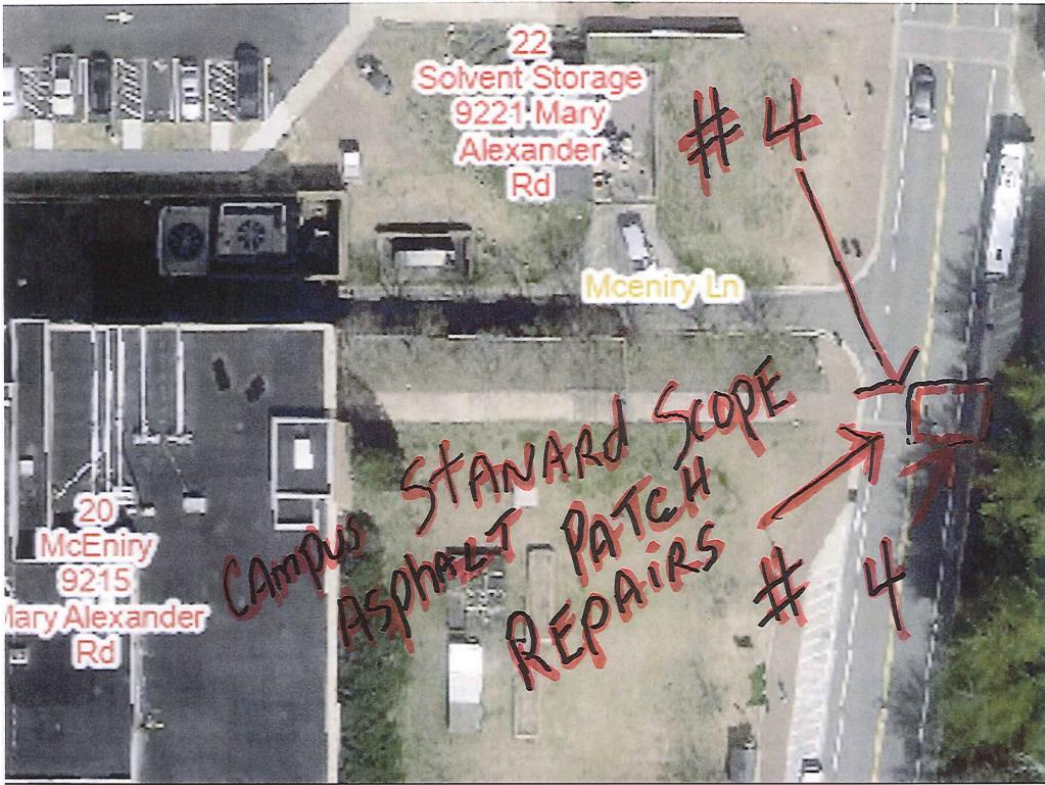 22
Solvent Storage
9221 Mary
Alexander
Rd
# 4
Mceniry Ln
CAMPUS STANARd SCOPE
ASPhALT PATCH
REPAiRS
# 4
20
McEniry
9215
Mary Alexander
Rd